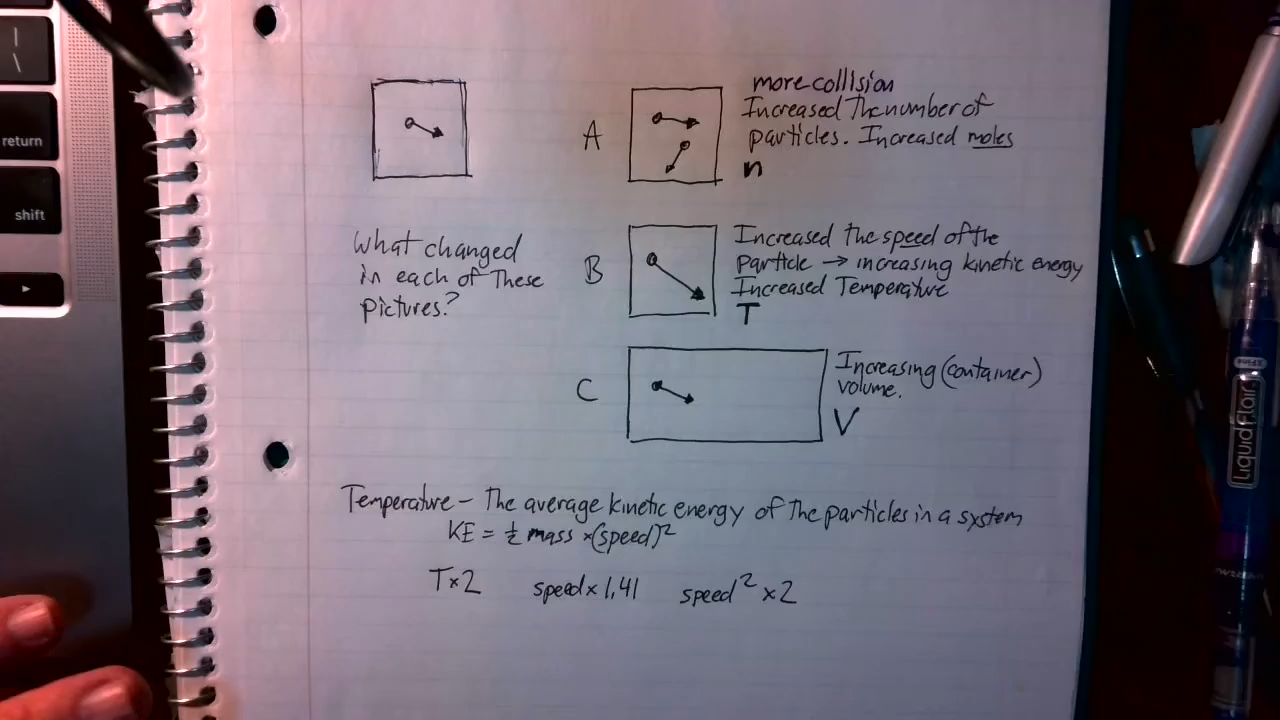 |
\
return
shift
more collision
Increased The number of
particles. Increased moles
n
A
What changed
in each of These
pictures?
B
Increased The speed of the
Particle → increasing kinetic energy
Increased Temperature
T
C
Increasing (container)
volume.
V
Temperature - The average kinetic energy of the particles in a system
KE = ½ mass × (speed)²
T×2 speed × 1.41 speed² × 2
Liquid Flair